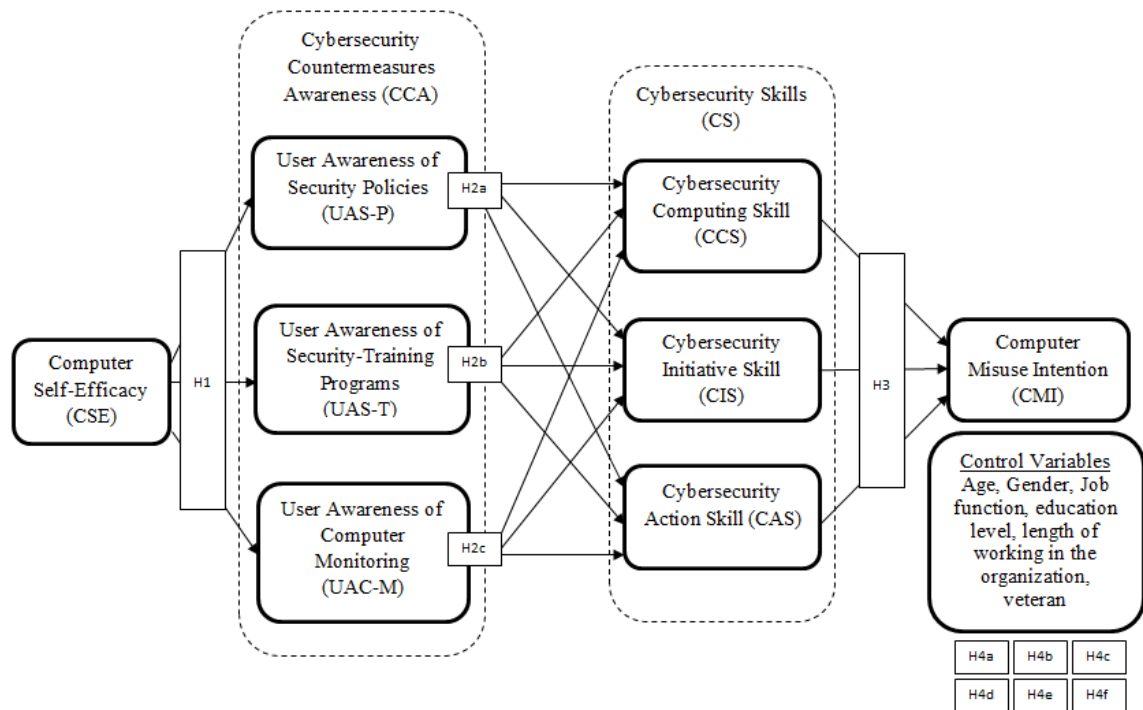 Cybersecurity
Countermeasures
Awareness (CCA)
User Awareness of
Security Policies
(UAS-P)
H2a
User Awareness of
Security-Training
Programs
(UAS-T)
H2b
User Awareness of
Computer
Monitoring
(UAC-M)
H2c
Computer
Self-Efficacy
(CSE)
H1
Cybersecurity Skills
(CS)
Cybersecurity
Computing Skill
(CCS)
Cybersecurity
Initiative Skill
(CIS)
Cybersecurity
Action Skill (CAS)
H3
Computer
Misuse Intention
(CMI)
Control Variables
Age, Gender, Job
function, education
level, length of
working in the
organization,
veteran
H4a H4b H4c
H4d H4e H4f